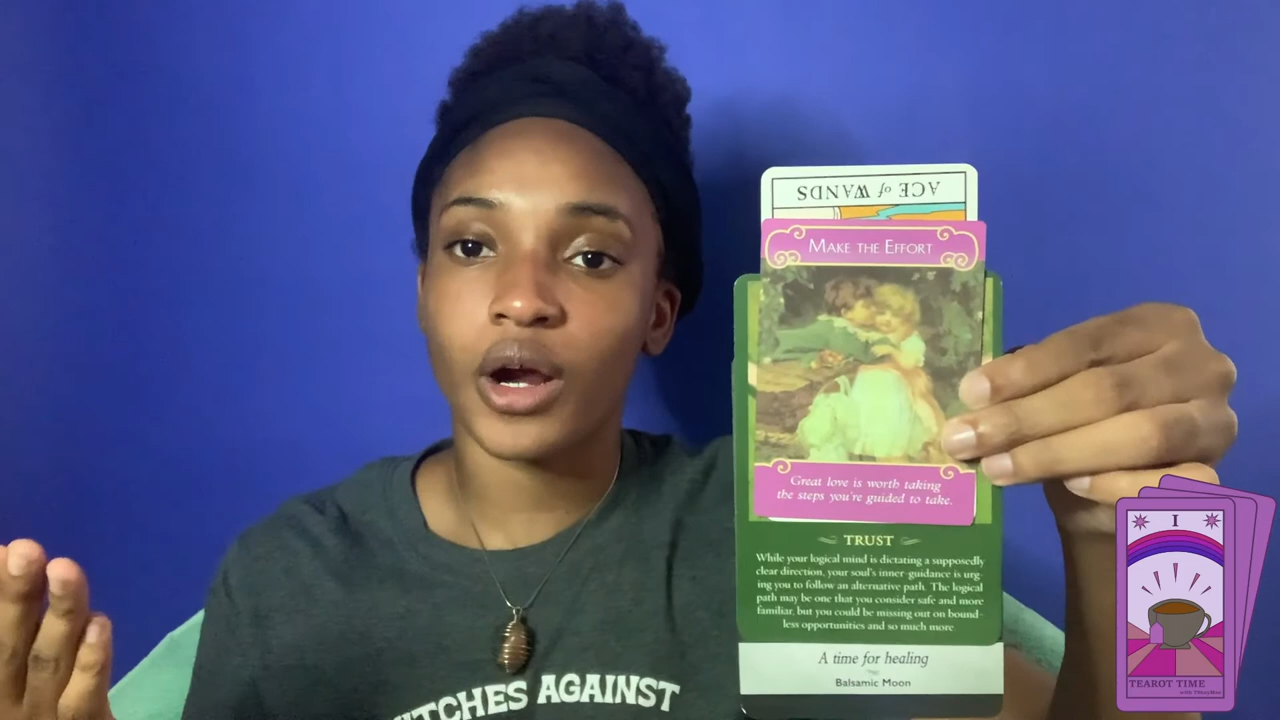 ACE of WANDS
MAKE THE EFFORT
Great love is worth taking
the steps you're guided to take.
TRUST
While your logical mind is dictating a supposedly
clear direction, your soul's inner-guidance is urg-
ing you to follow an alternative path. The logical
path may be one that you consider safe and more
familiar, but you could be missing out on bound-
less opportunities and so much more
A time for healing
Balsamic Moon
ITCHES AGAINST
I
TEAROT TIME